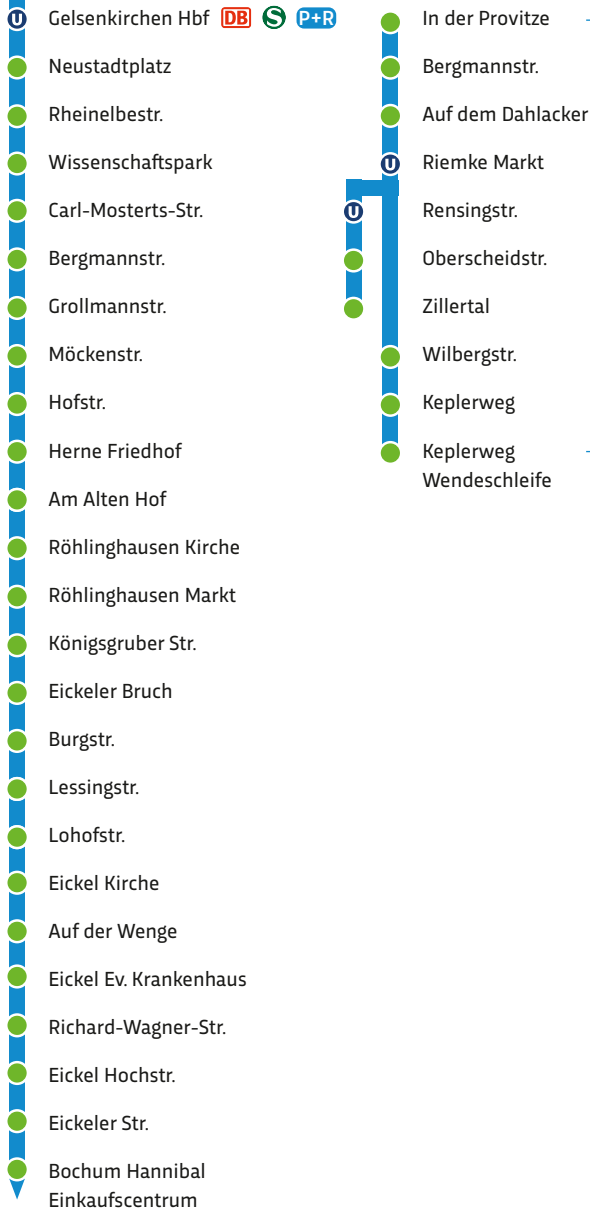 U Gelsenkirchen Hbf DB S P+R
Neustadtplatz
Rheinelbestr.
Wissenschaftspark
Carl-Mosterts-Str.
Bergmannstr.
Grollmannstr.
Möckenstr.
Hofstr.
Herne Friedhof
Am Alten Hof
Röhlinghausen Kirche
Röhlinghausen Markt
Königsgruber Str.
Eickeler Bruch
Burgstr.
Lessingstr.
Lohofstr.
Eickel Kirche
Auf der Wenge
Eickel Ev. Krankenhaus
Richard-Wagner-Str.
Eickel Hochstr.
Eickeler Str.
Bochum Hannibal
Einkaufscentrum
In der Provitze
Bergmannstr.
Auf dem Dahlacker
U Riemke Markt
U Rensingstr.
Oberscheidstr.
Zillertal
Wilbergstr.
Keplerweg
Keplerweg
Wendeschleife